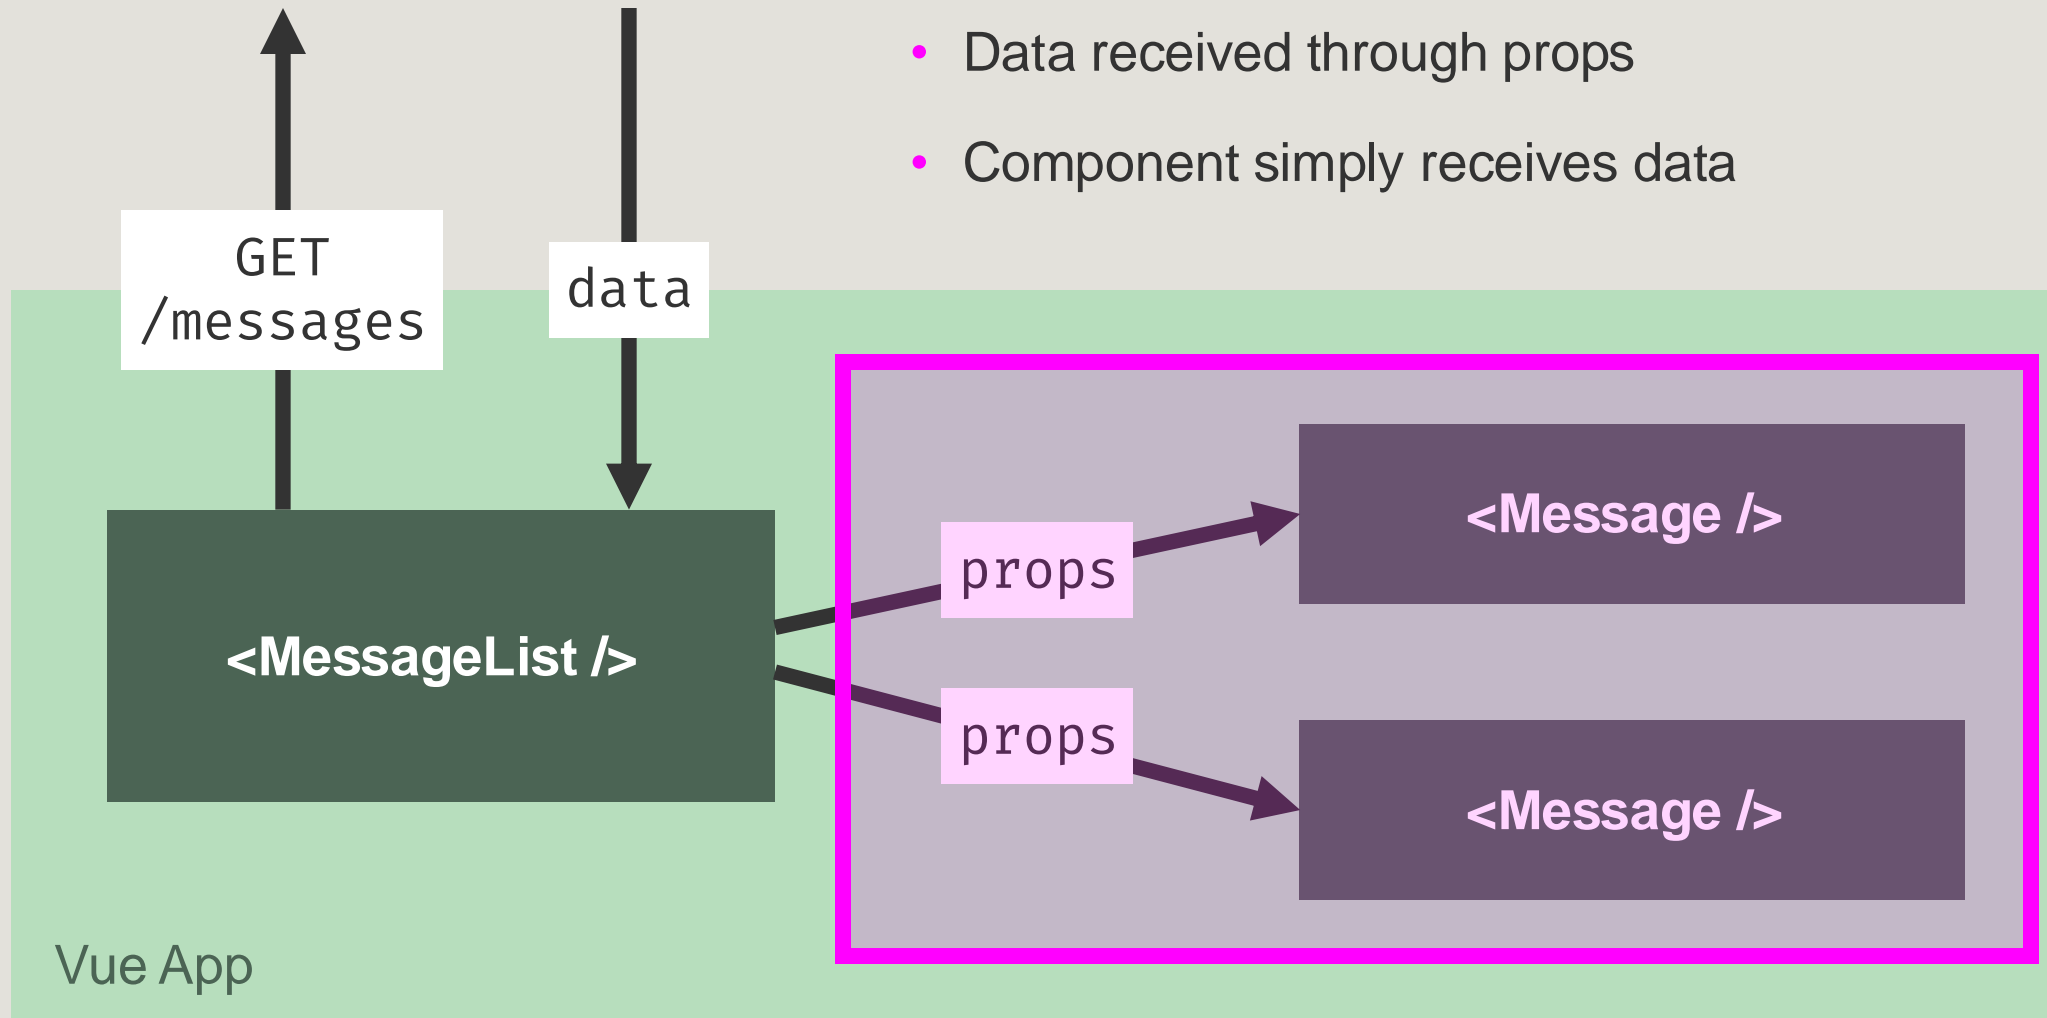 • Data received through props
• Component simply receives data
GET
/messages
data
<MessageList />
props
props
<Message />
<Message />
Vue App